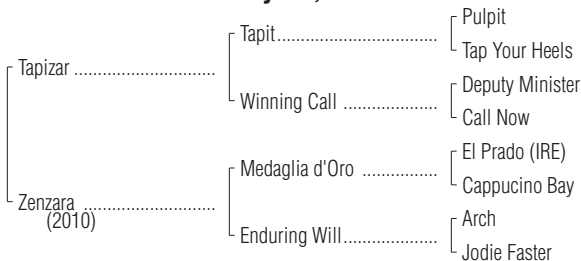 Tapizar ............................
Zenzara ..........................
(2010)
Tapit................................
Winning Call ...................
Medaglia d'Oro ...............
Enduring Will...................
Pulpit
Tap Your Heels
Deputy Minister
Call Now
El Prado (IRE)
Cappucino Bay
Arch
Jodie Faster